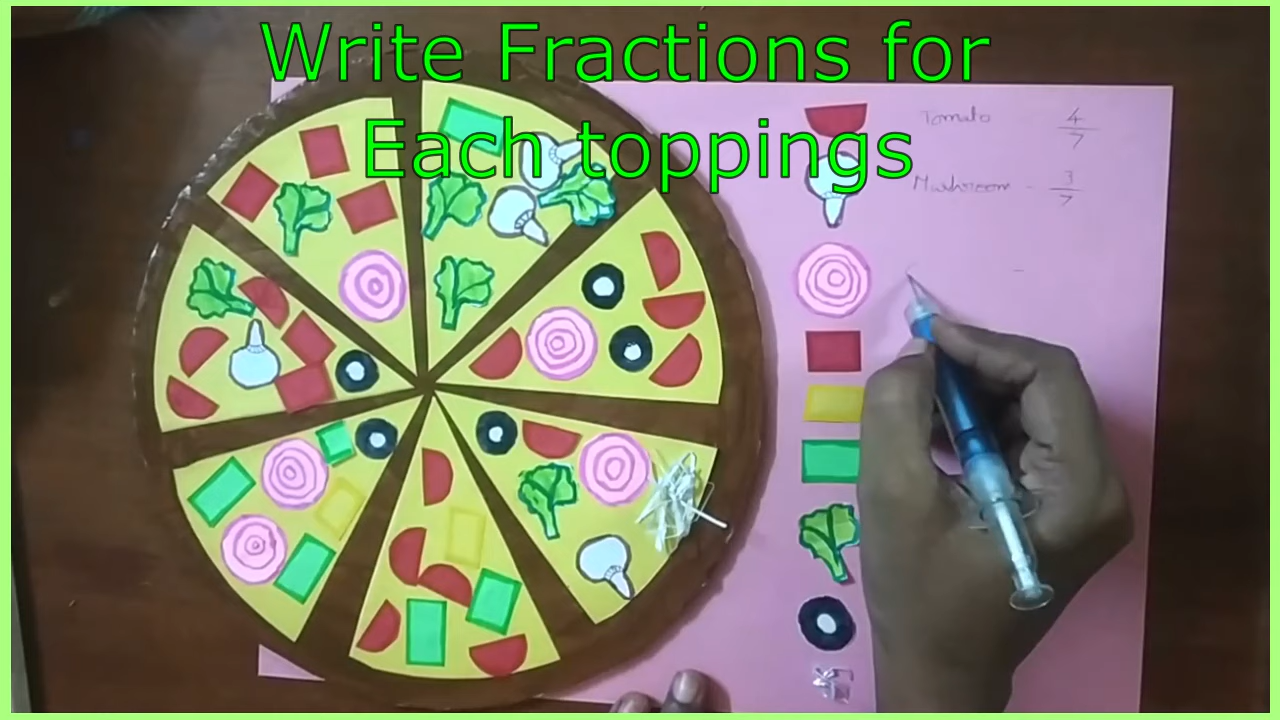 Write Fractions for
Each toppings
Tomato 4/7
Mushroom - 3/7